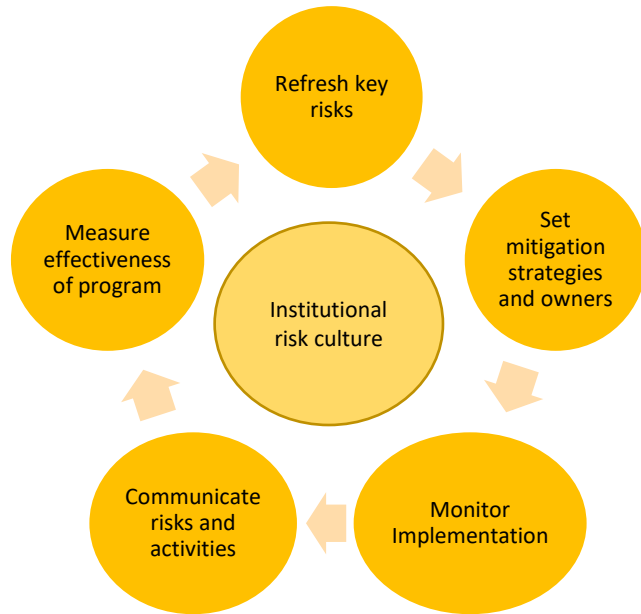 Refresh key
risks
Set
mitigation
strategies
and owners
Monitor
Implementation
Communicate
risks and
activities
Measure
effectiveness
of program
Institutional
risk culture